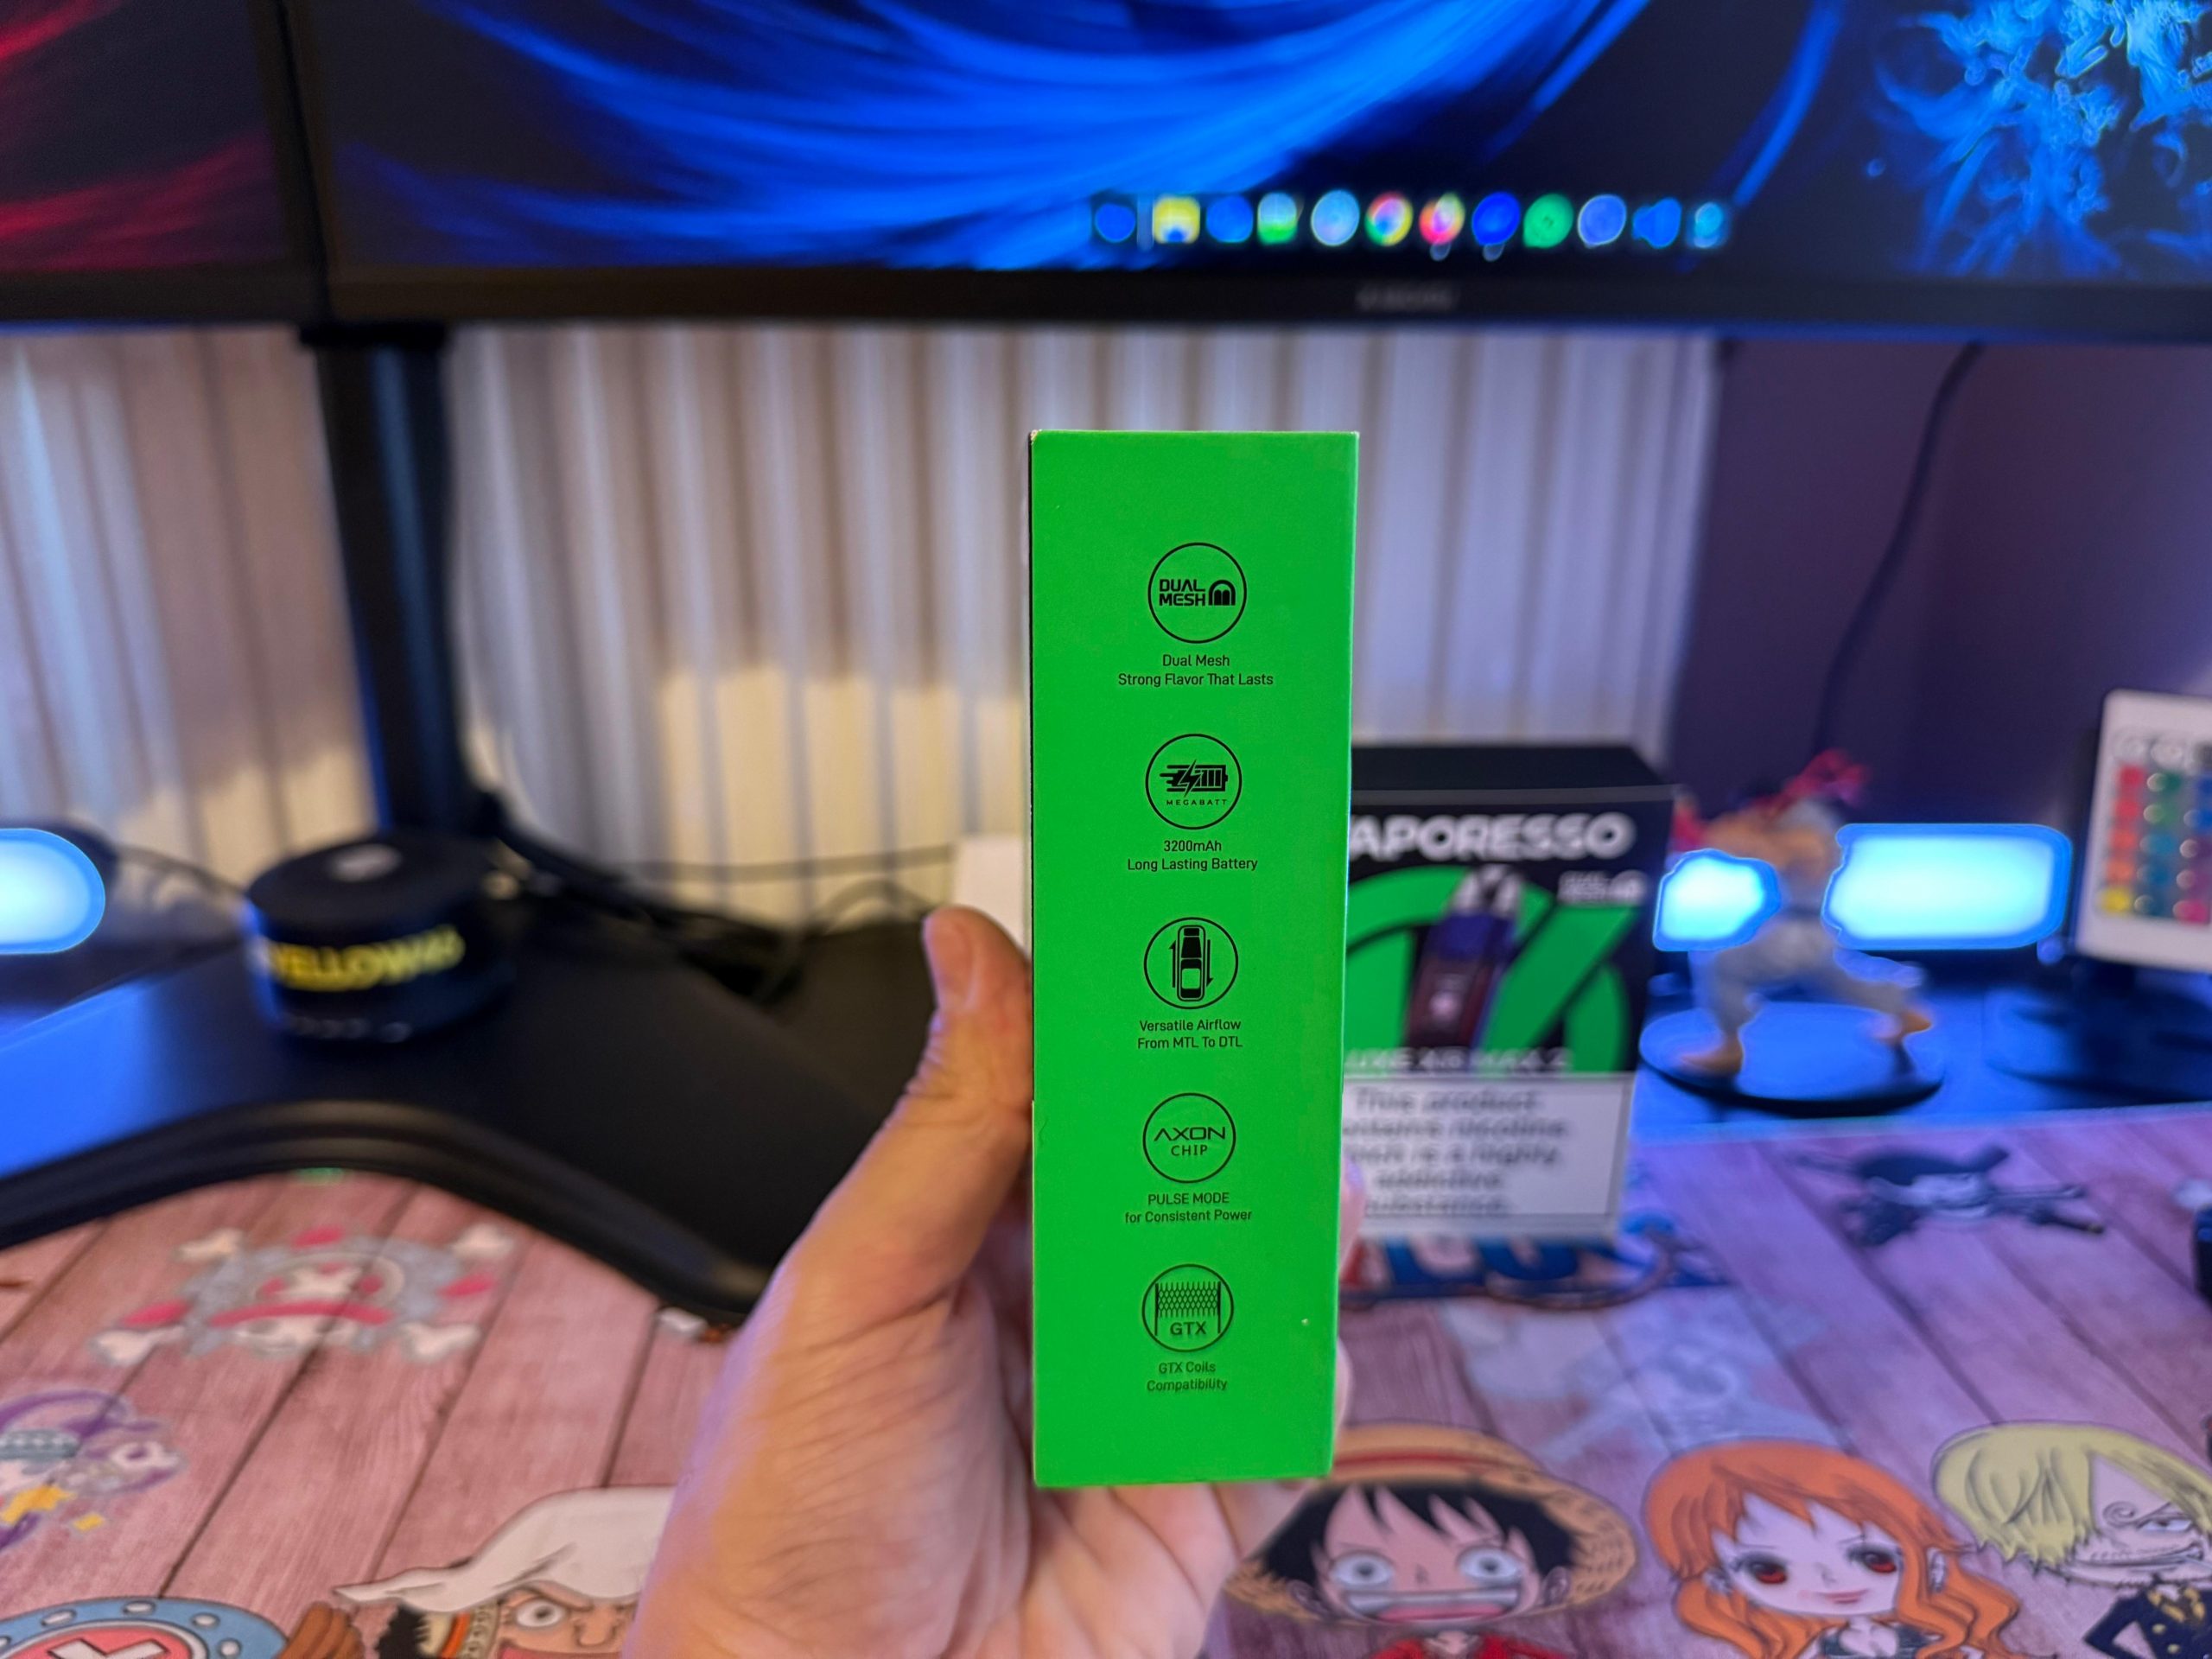 DUAL
MESH
Dual Mesh
Strong Flavor That Lasts
MEGABATT
3200mAh
Long Lasting Battery
Versatile Airflow
From MTL To DTL
AXON
CHIP
PULSE MODE
for Consistent Power
GTX
GTX Coils
Compatibility
APORESSO
This product
nicotine
is a highly
addictive
substance.